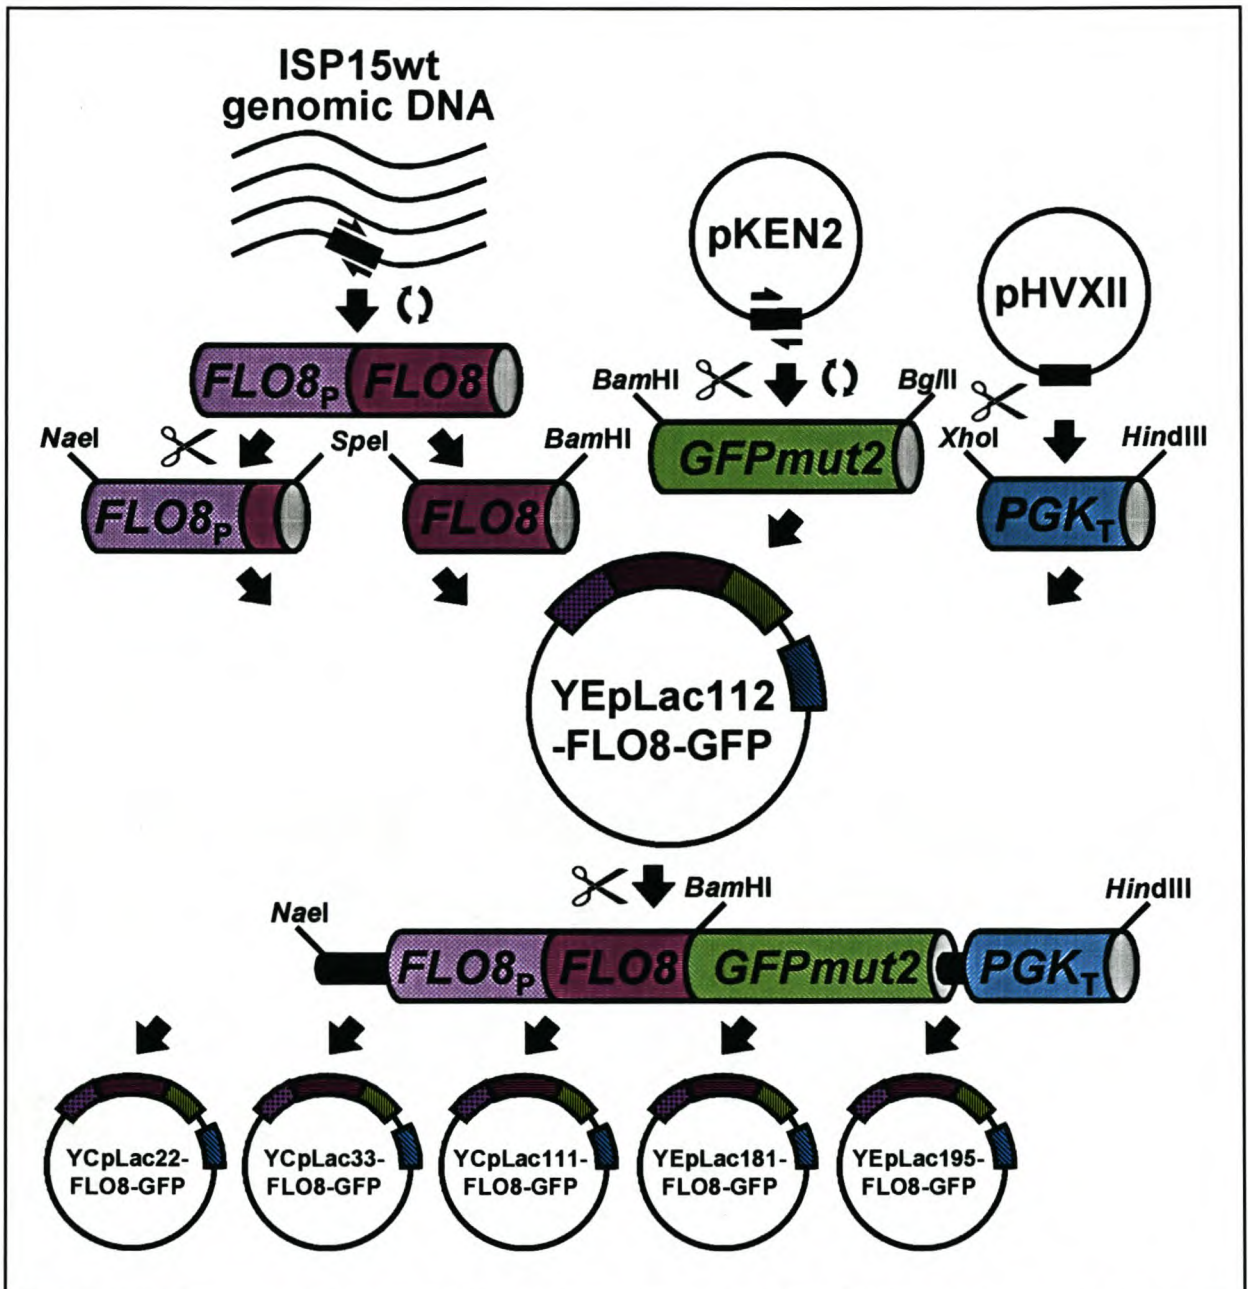 ISP15wt
genomic DNA
pKEN2
pHVXII
FLO8P FLO8
BamHI
BglII
GFPmut2
NaeI
SpeI
BamHI
XhoI
HindIII
FLO8P
FLO8
PGKT
YEpLac112
-FLO8-GFP
NaeI
BamHI
HindIII
FLO8P FLO8 GFPmut2 PGKT
YCpLac22-
FLO8-GFP
YCpLac33-
FLO8-GFP
YCpLac111-
FLO8-GFP
YEpLac181-
FLO8-GFP
YEpLac195-
FLO8-GFP